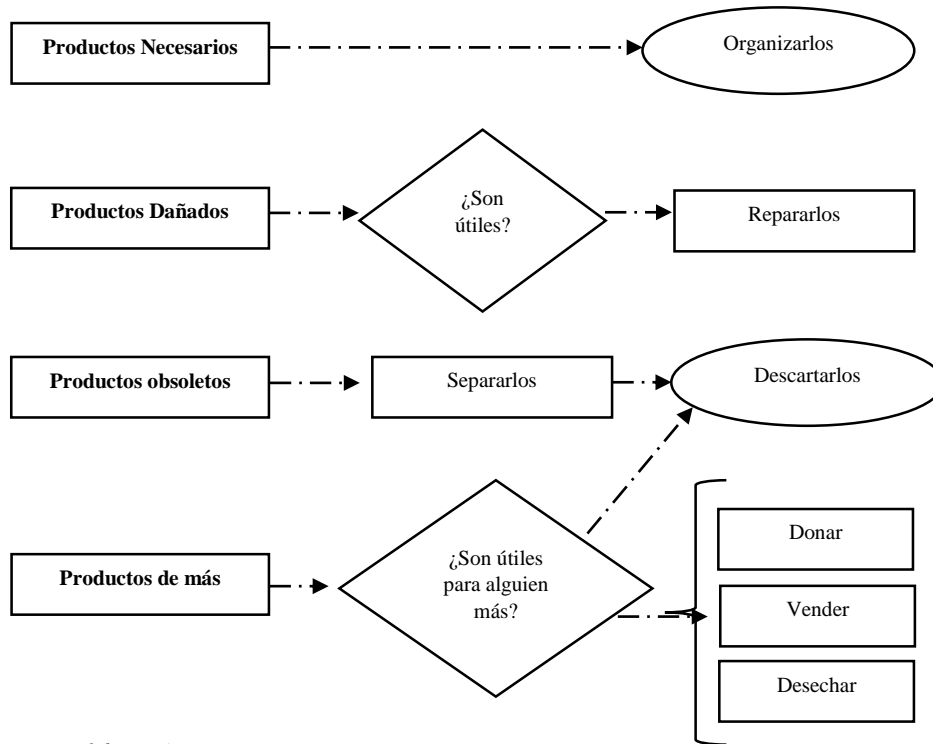 Productos Necesarios
Organizarlos
Productos Dañados
¿Son
útiles?
Repararlos
Productos obsoletos
Separarlos
Descartarlos
Productos de más
¿Son útiles
para alguien
más?
Donar
Vender
Desechar